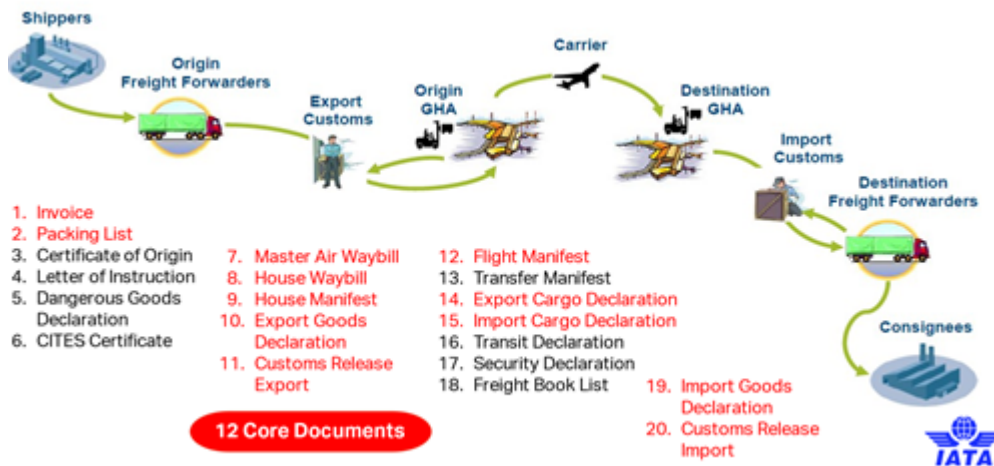 Shippers
Origin
Freight Forwarders
Export
Customs
Origin
GHA
Carrier
Destination
GHA
Import
Customs
Destination
Freight Forwarders
Consignees
1. Invoice
2. Packing List
3. Certificate of Origin
4. Letter of Instruction
5. Dangerous Goods
Declaration
6. CITES Certificate
7. Master Air Waybill
8. House Waybill
9. House Manifest
10. Export Goods
Declaration
11. Customs Release
Export
12. Flight Manifest
13. Transfer Manifest
14. Export Cargo Declaration
15. Import Cargo Declaration
16. Transit Declaration
17. Security Declaration
18. Freight Book List
19. Import Goods
Declaration
20. Customs Release
Import
12 Core Documents
IATA